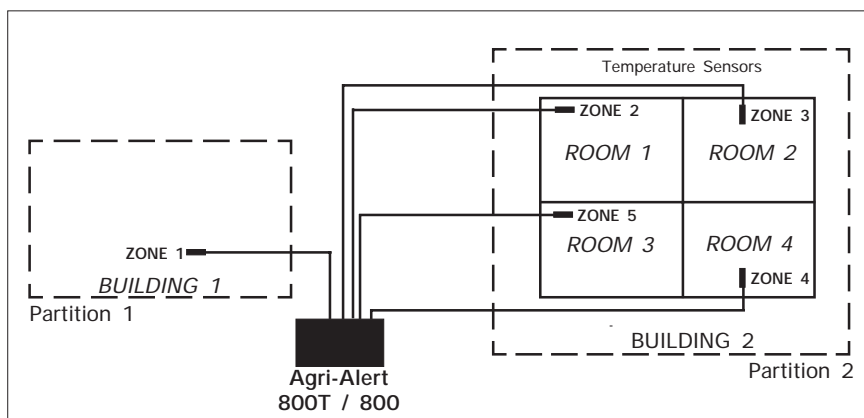 Temperature Sensors
ZONE 2
ZONE 3
ROOM 1
ROOM 2
ZONE 5
ZONE 1
ROOM 3
ROOM 4
BUILDING 1
ZONE 4
Partition 1
BUILDING 2
Partition 2
Agri-Alert
800T / 800